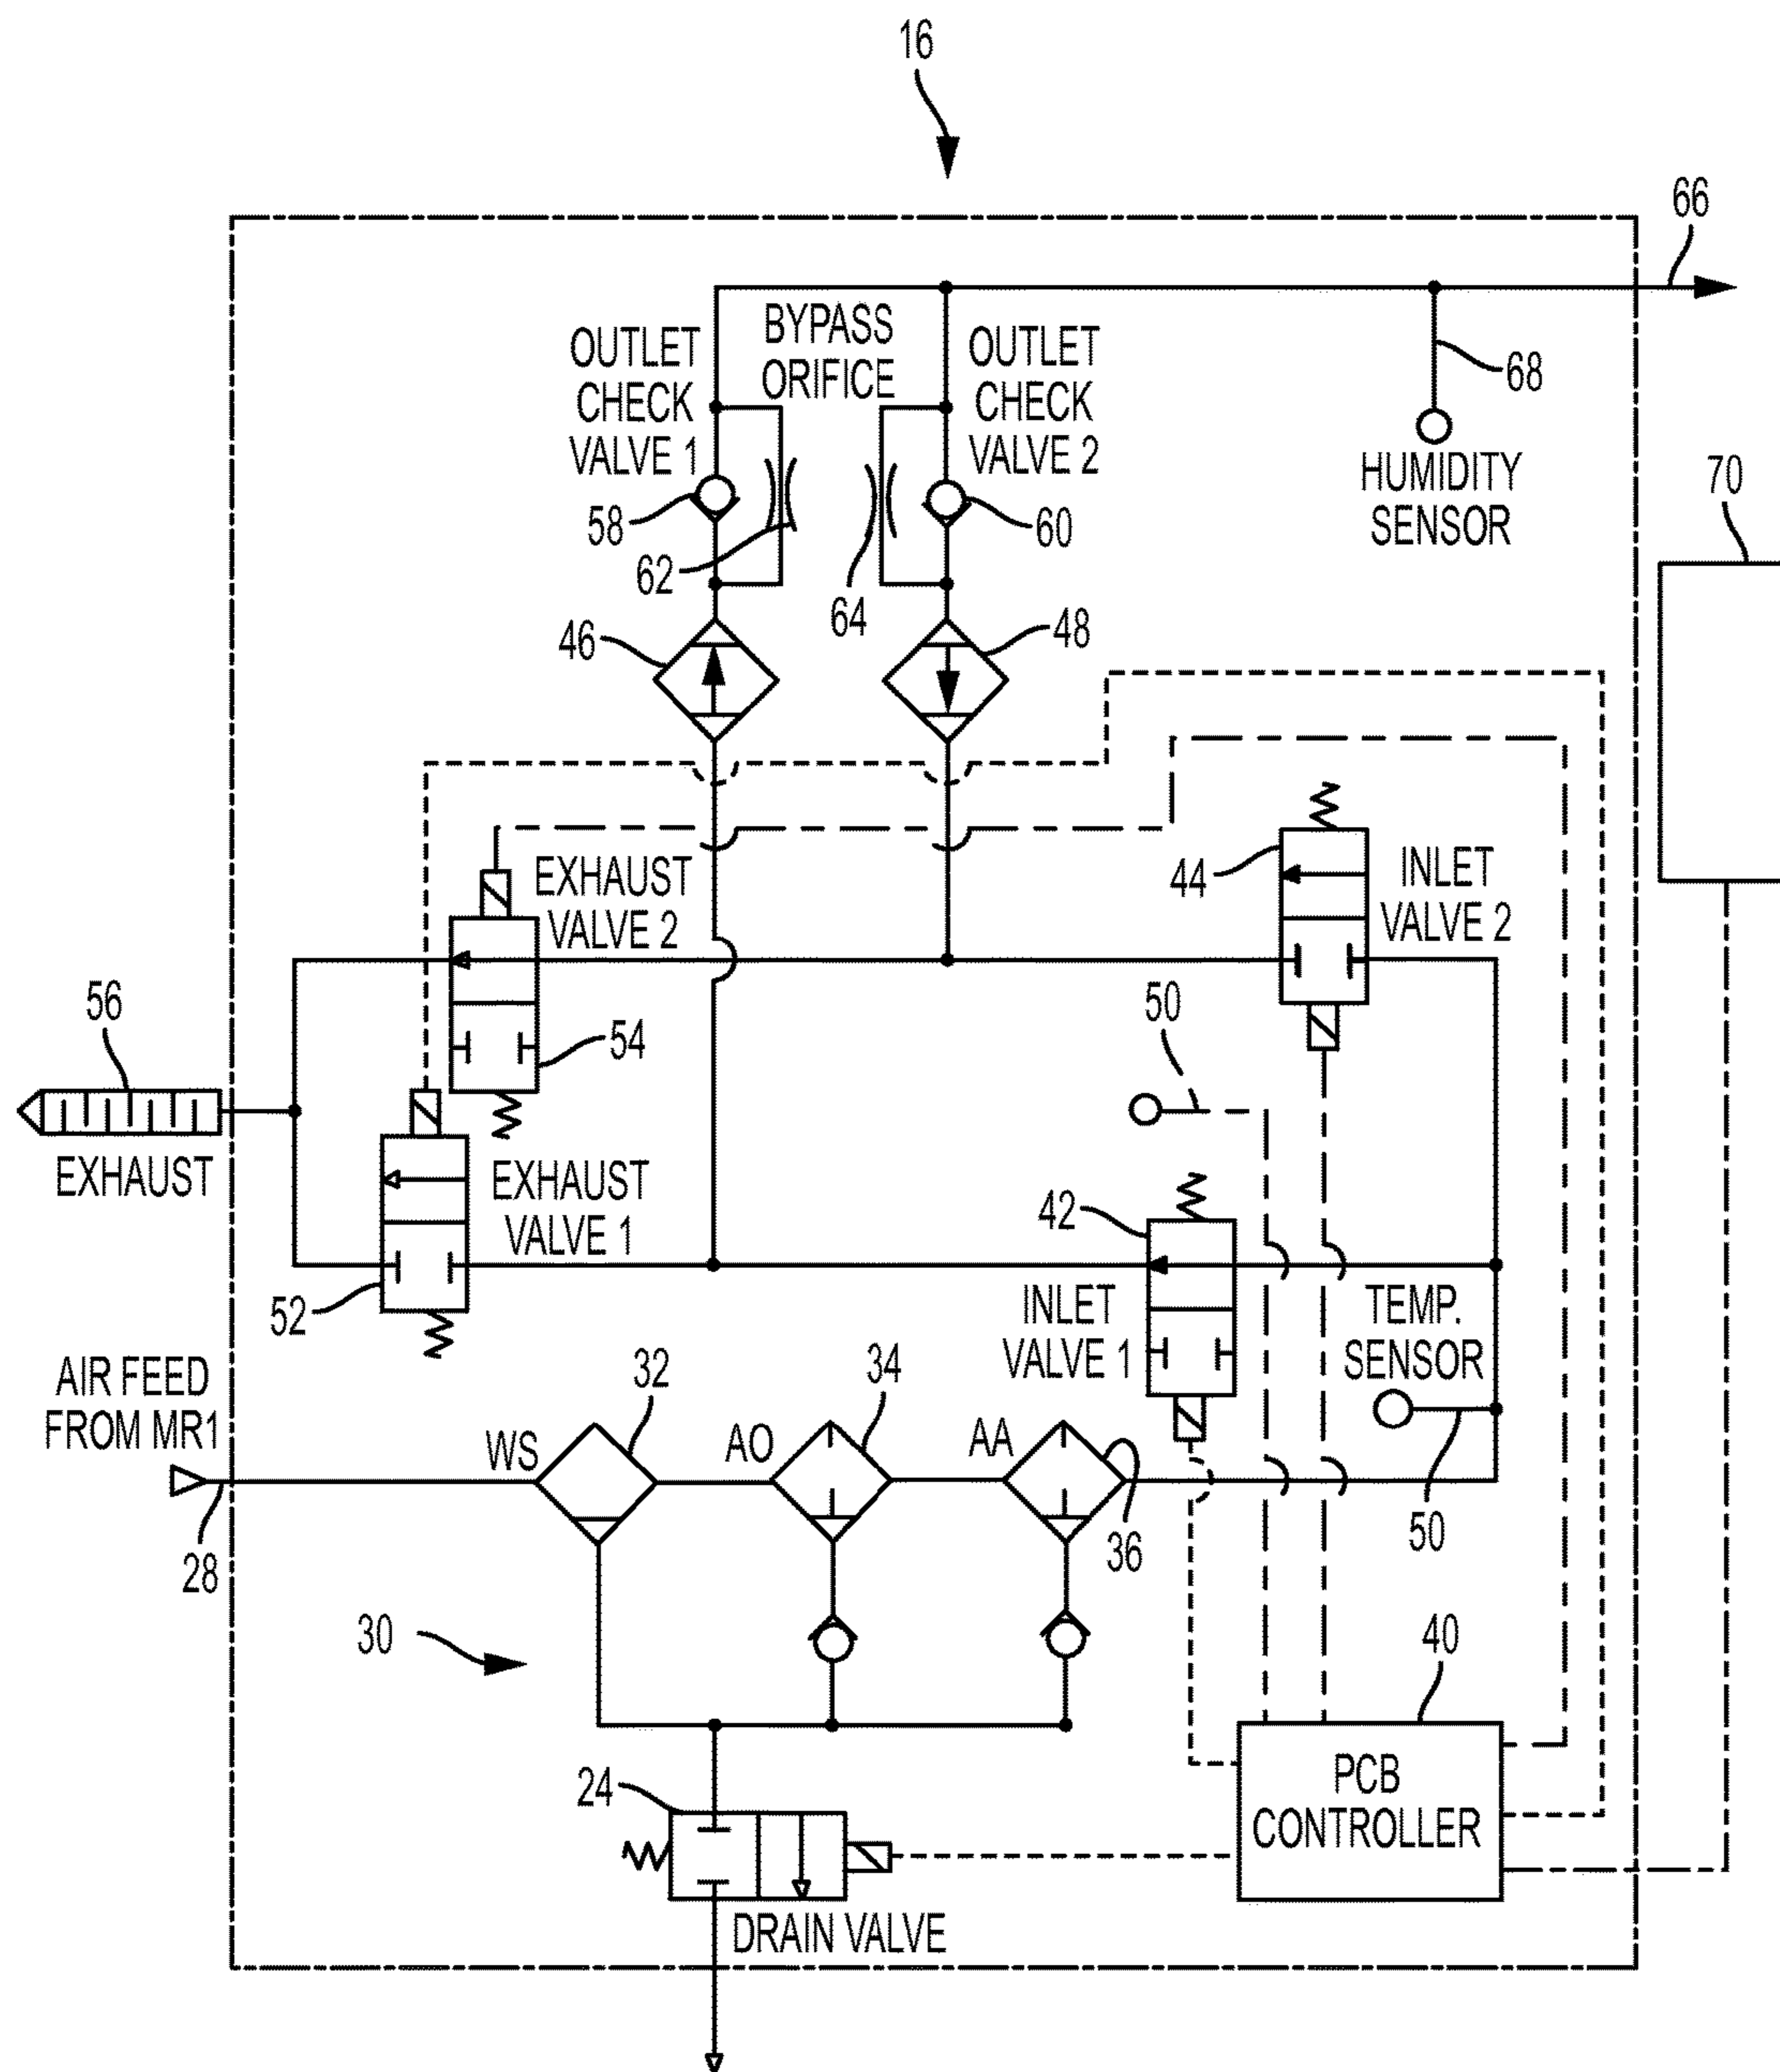 16
66
OUTLET
CHECK
VALVE 1
BYPASS
ORIFICE
OUTLET
CHECK
VALVE 2
68
HUMIDITY
SENSOR
70
58
62
64
60
46
48
44
INLET
VALVE 2
EXHAUST
VALVE 2
54
50
56
EXHAUST
EXHAUST
VALVE 1
52
42
INLET
VALVE 1
TEMP.
SENSOR
50
AIR FEED
FROM MR1
28
WS
32
AO
34
AA
36
30
40
PCB
CONTROLLER
24
DRAIN VALVE